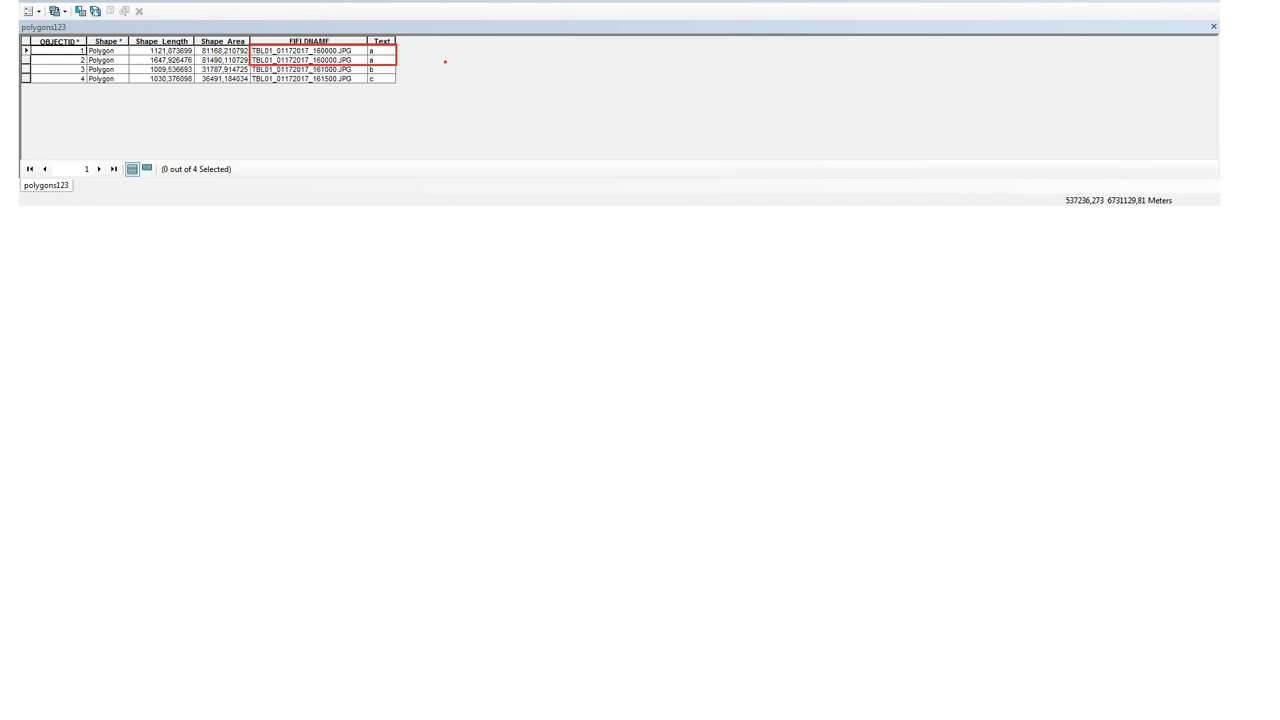 polygons123
OBJECTID * Shape * Shape_Length Shape_Area FIELDNAME Text
1 Polygon 1121,873699 81168,210792 TBL01_01172017_160000.JPG a
2 Polygon 1647,926476 81490,110729 TBL01_01172017_160000.JPG a
3 Polygon 1009,536693 31787,914725 TBL01_01172017_161000.JPG b
4 Polygon 1030,376098 36491,184034 TBL01_01172017_161500.JPG c
1 (0 out of 4 Selected)
polygons123
537236,273 6731129,81 Meters